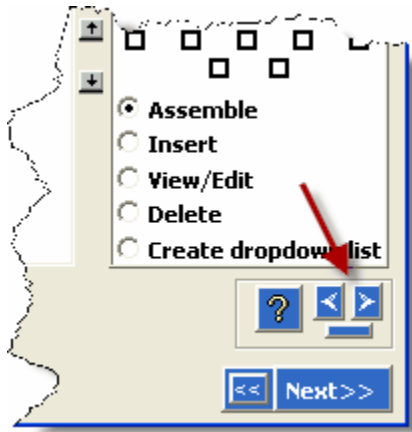 Assemble
Insert
View/Edit
Delete
Create dropdown list
? < >
<< Next>>